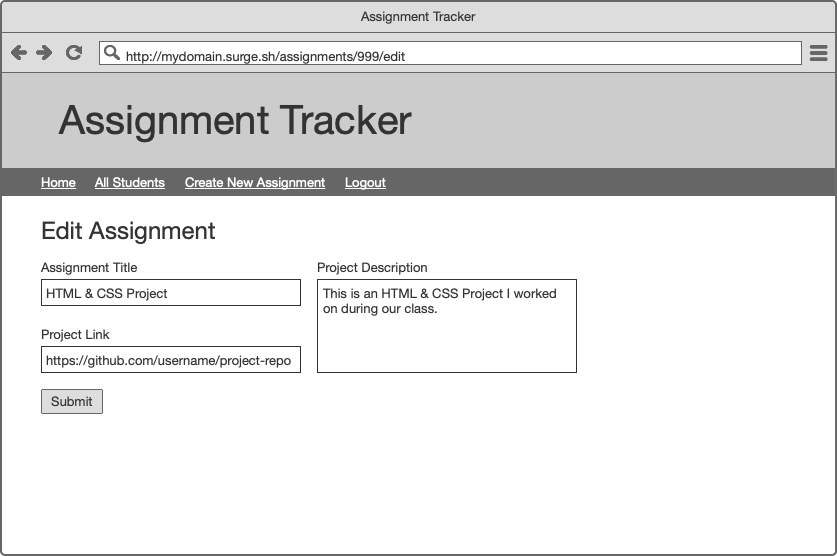 Assignment Tracker
http://mydomain.surge.sh/assignments/999/edit
Assignment Tracker
Home All Students Create New Assignment Logout
Edit Assignment
Assignment Title
HTML & CSS Project
Project Link
https://github.com/username/project-repo
Project Description
This is an HTML & CSS Project I worked
on during our class.
Submit